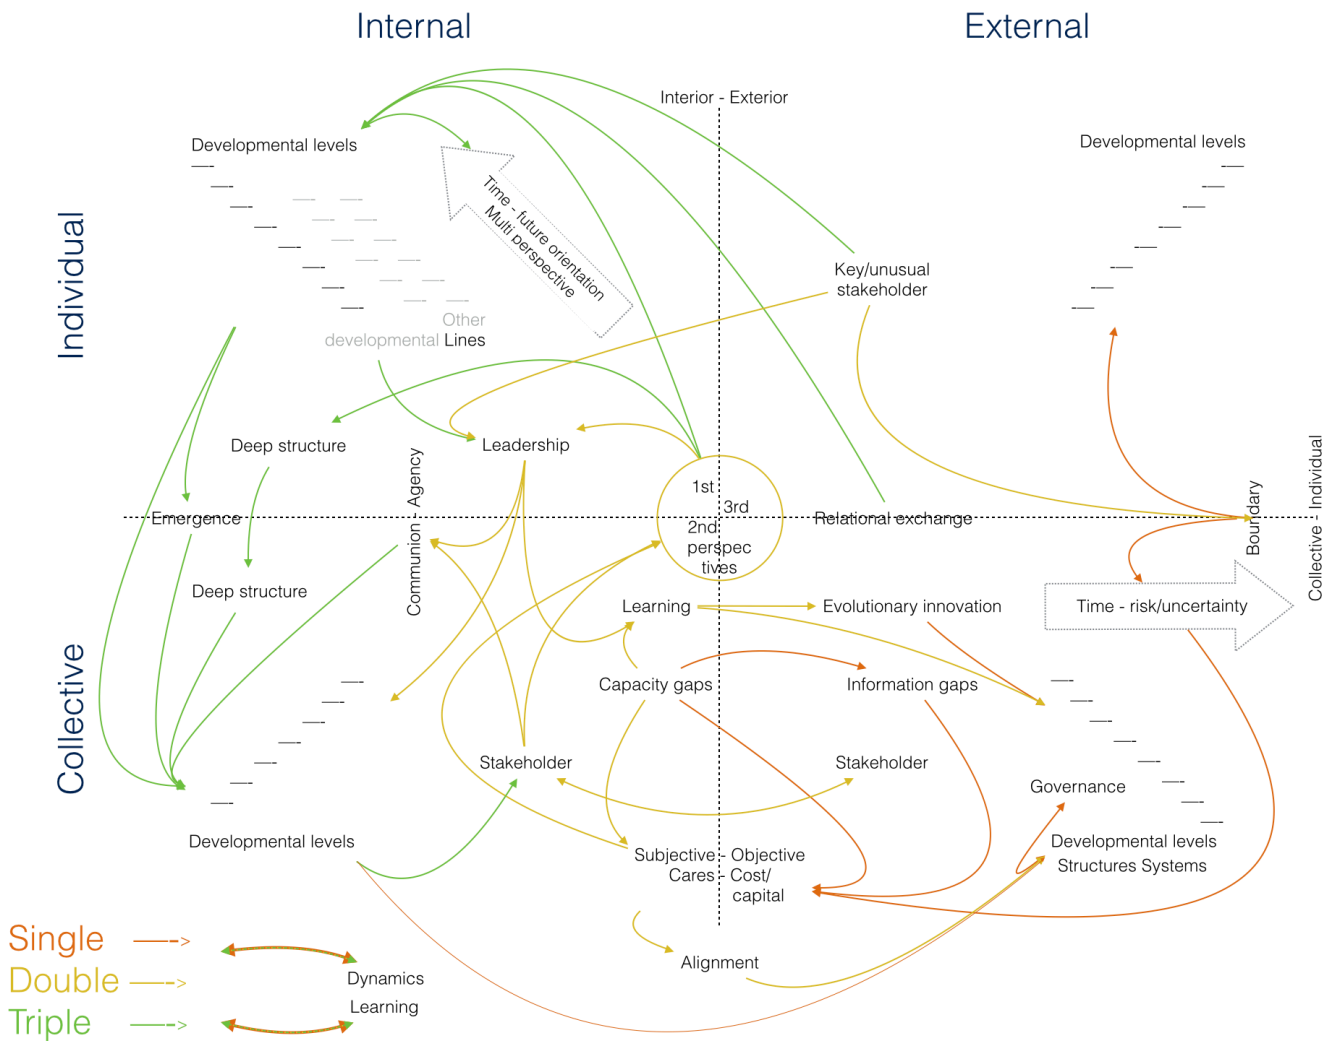 Internal
External
Interior - Exterior
Developmental levels
Developmental levels
Time - future orientation
Multi perspective
Individual
Key/unusual
stakeholder
Other
developmental Lines
Deep structure
Leadership
Communion - Agency
1st
3rd
2nd
perspec
tives
Emergence
Relational exchange
Boundary
Collective - Individual
Deep structure
Learning
Evolutionary innovation
Time - risk/uncertainty
Collective
Capacity gaps
Information gaps
Stakeholder
Stakeholder
Governance
Developmental levels
Developmental levels
Structures Systems
Subjective - Objective
Cares - Cost/
capital
Alignment
Single
Double
Triple
Dynamics
Learning